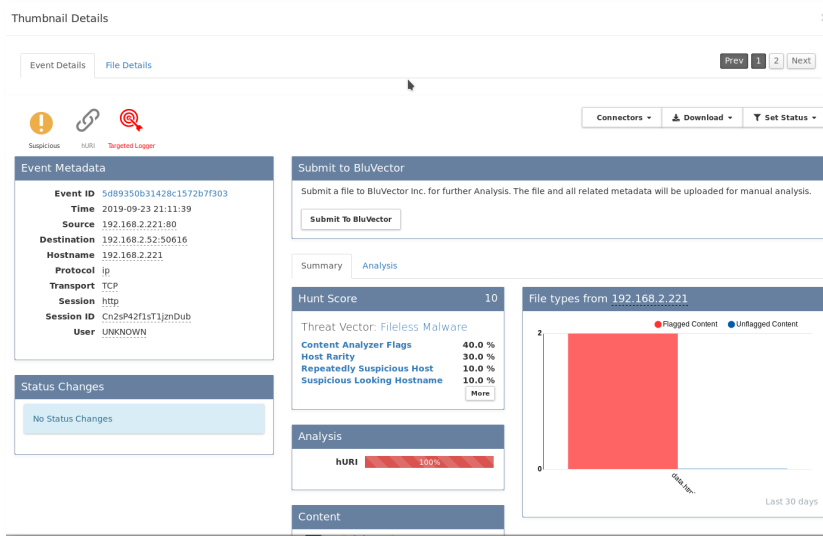 Thumbnail Details
Event Details
File Details
Prev 1 2 Next
Suspicious
hURI
Targeted Logger
Connectors
Download
Set Status
Event Metadata
Event ID 5d89350b31428c1572b7f303
Time 2019-09-23 21:11:39
Source 192.168.2.221:80
Destination 192.168.2.52:50616
Hostname 192.168.2.221
Protocol ip
Transport TCP
Session http
Session ID Cn2sP42f1sT1jznDub
User UNKNOWN
Status Changes
No Status Changes
Submit to BluVector
Submit a file to BluVector Inc. for further Analysis. The file and all related metadata will be uploaded for manual analysis.
Submit To BluVector
Summary
Analysis
Hunt Score 10
Threat Vector: Fileless Malware
Content Analyzer Flags 40.0 %
Host Rarity 30.0 %
Repeatedly Suspicious Host 10.0 %
Suspicious Looking Hostname 10.0 %
More
Analysis
hURI 100%
Content
File types from 192.168.2.221
Flagged Content Unflagged Content
2
0
Last 30 days